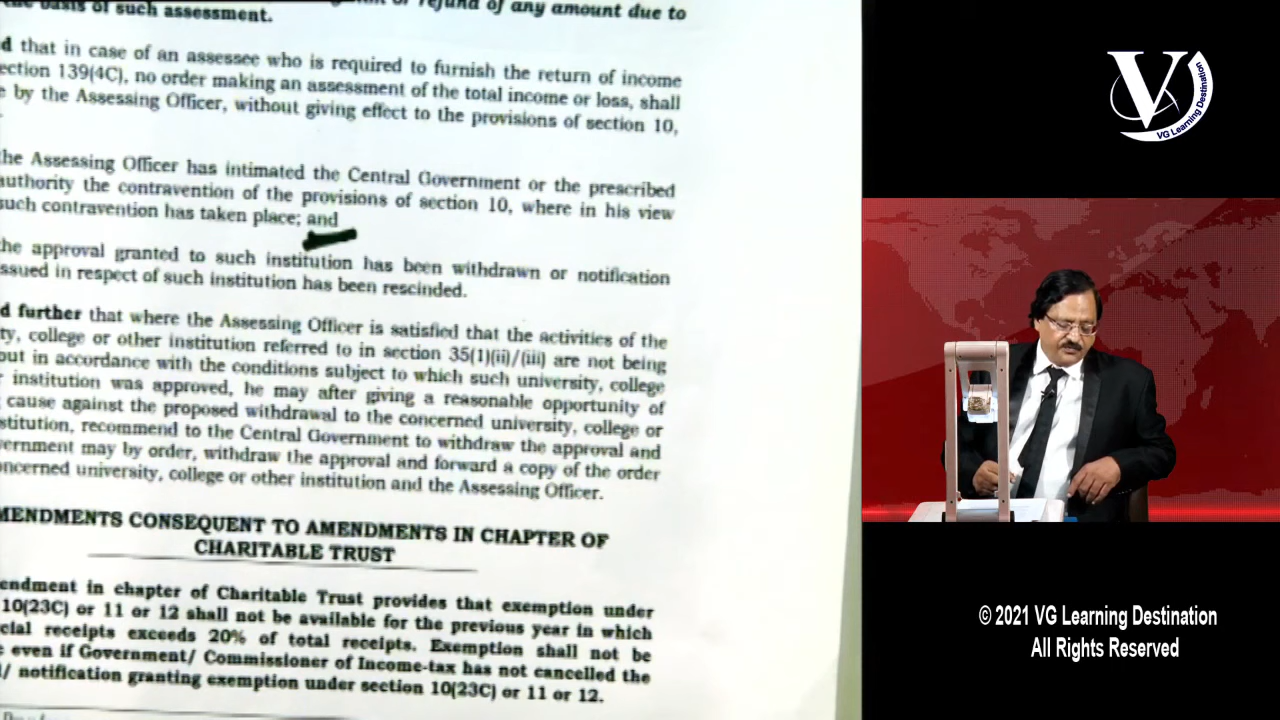 the basis of such assessment. refund of any amount due to
d that in case of an assessee who is required to furnish the return of income
ection 139(4C), no order making an assessment of the total income or loss, shall
e by the Assessing Officer, without giving effect to the provisions of section 10,
the Assessing Officer has intimated the Central Government or the prescribed
authority the contravention of the provisions of section 10, where in his view
such contravention has taken place; and
the approval granted to such institution has been withdrawn or notification
issued in respect of such institution has been rescinded.
d further that where the Assessing Officer is satisfied that the activities of the
ty, college or other institution referred to in section 35(1)(ii)/(iii) are not being
out in accordance with the conditions subject to which such university, college
r institution was approved, he may after giving a reasonable opportunity of
cause against the proposed withdrawal to the concerned university, college or
stitution, recommend to the Central Government to withdraw the approval and
vernment may by order, withdraw the approval and forward a copy of the order
oncerned university, college or other institution and the Assessing Officer.
MENDMENTS CONSEQUENT TO AMENDMENTS IN CHAPTER OF
CHARITABLE TRUST
endment in chapter of Charitable Trust provides that exemption under
10(23C) or 11 or 12 shall not be available for the previous year in which
cial receipts exceeds 20% of total receipts. Exemption shall not be
e even if Government/ Commissioner of Income-tax has not cancelled the
l/ notification granting exemption under section 10(23C) or 11 or 12.
V
VG Learning Destination
© 2021 VG Learning Destination
All Rights Reserved